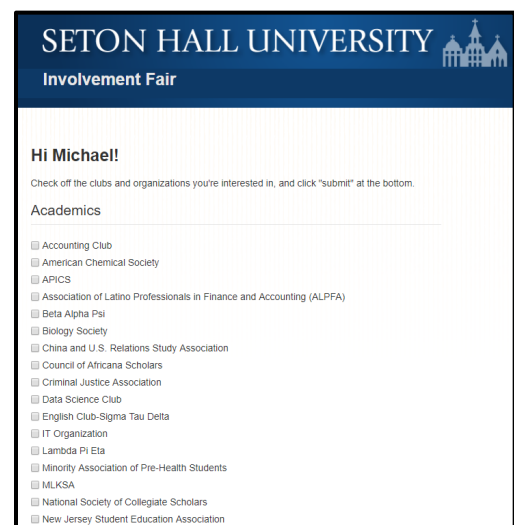 SETON HALL UNIVERSITY
Involvement Fair
Hi Michael!
Check off the clubs and organizations you're interested in, and click "submit" at the bottom.
Academics
Accounting Club
American Chemical Society
APICS
Association of Latino Professionals in Finance and Accounting (ALPFA)
Beta Alpha Psi
Biology Society
China and U.S. Relations Study Association
Council of Africana Scholars
Criminal Justice Association
Data Science Club
English Club-Sigma Tau Delta
IT Organization
Lambda Pi Eta
Minority Association of Pre-Health Students
MLKSA
National Society of Collegiate Scholars
New Jersey Student Education Association